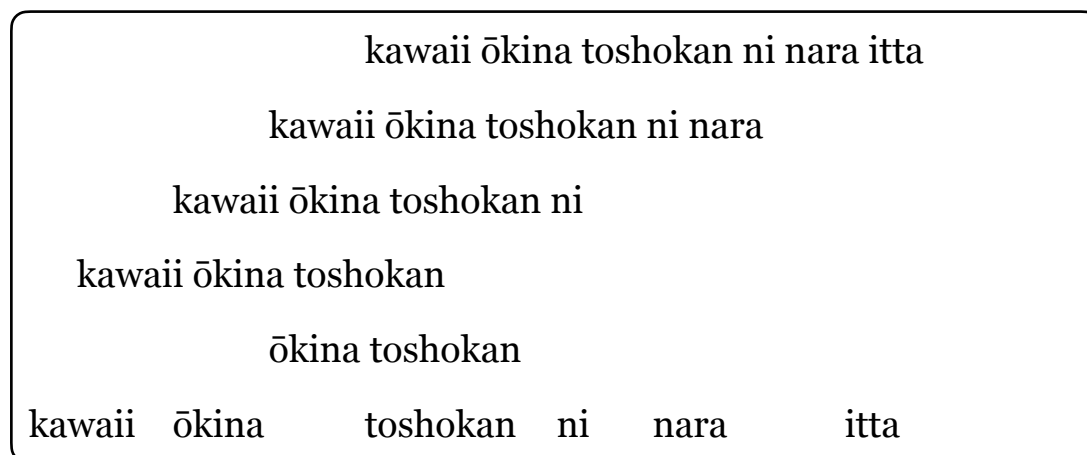 kawaii ōkina toshokan ni nara itta
kawaii ōkina toshokan ni nara
kawaii ōkina toshokan ni
kawaii ōkina toshokan
ōkina toshokan
kawaii ōkina toshokan ni nara itta